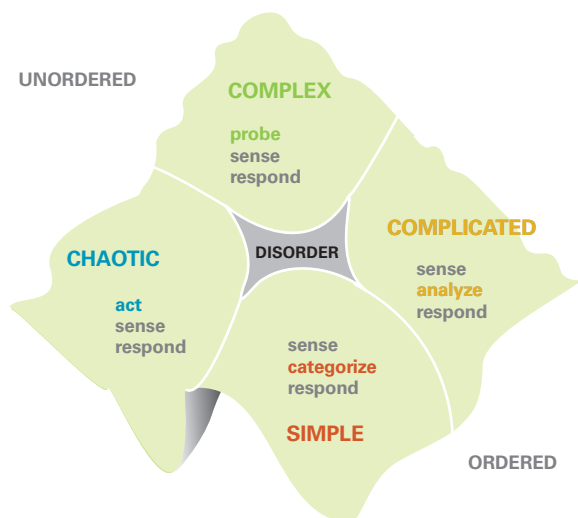 UNORDERED
COMPLEX
probe
sense
respond
COMPLICATED
sense
analyze
respond
DISORDER
CHAOTIC
act
sense
respond
sense
categorize
respond
SIMPLE
ORDERED